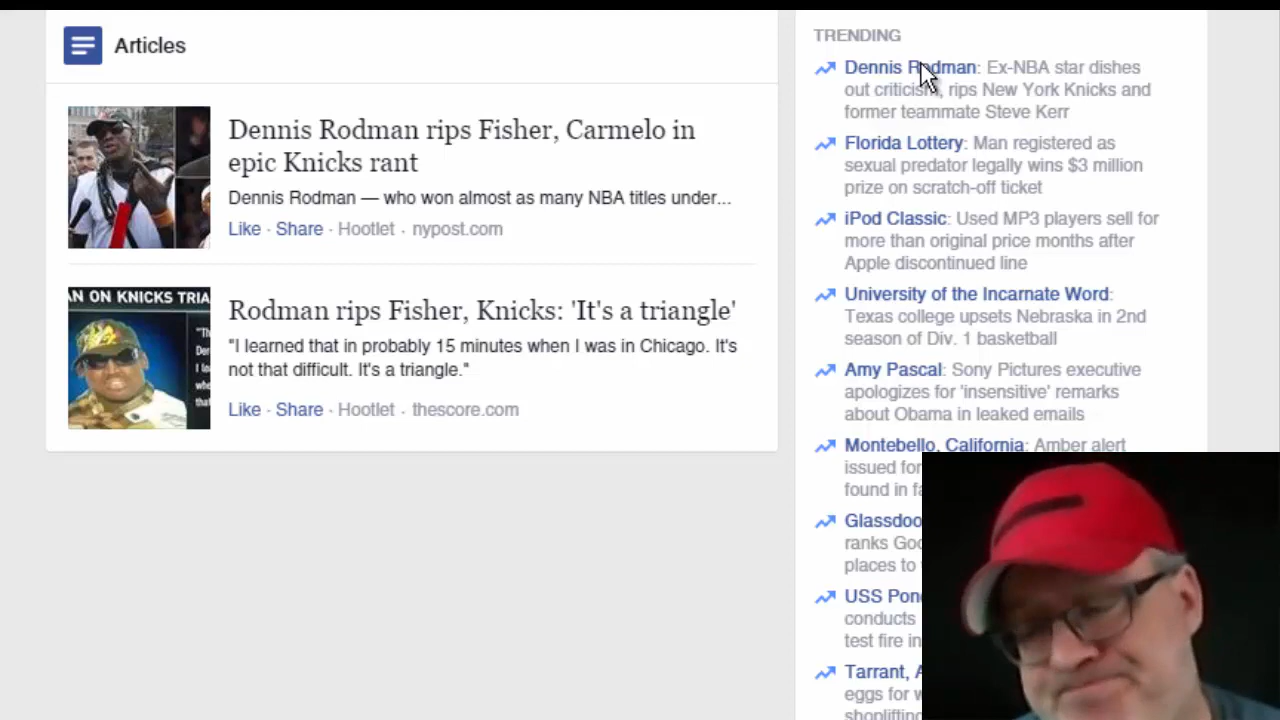 Articles
Dennis Rodman rips Fisher, Carmelo in
epic Knicks rant
Dennis Rodman — who won almost as many NBA titles under...
Like · Share · Hootlet · nypost.com
AN ON KNICKS TRIA
Rodman rips Fisher, Knicks: 'It's a triangle'
"I learned that in probably 15 minutes when I was in Chicago. It's
not that difficult. It's a triangle."
Like · Share · Hootlet · thescore.com
TRENDING
Dennis Rodman: Ex-NBA star dishes
out criticism, rips New York Knicks and
former teammate Steve Kerr
Florida Lottery: Man registered as
sexual predator legally wins $3 million
prize on scratch-off ticket
iPod Classic: Used MP3 players sell for
more than original price months after
Apple discontinued line
University of the Incarnate Word:
Texas college upsets Nebraska in 2nd
season of Div. 1 basketball
Amy Pascal: Sony Pictures executive
apologizes for 'insensitive' remarks
about Obama in leaked emails
Montebello, California: Amber alert
issued for
found in fa
Glassdoo
ranks Goo
places to
USS Pon
conducts
test fire in
Tarrant, A
eggs for w
shoplifting